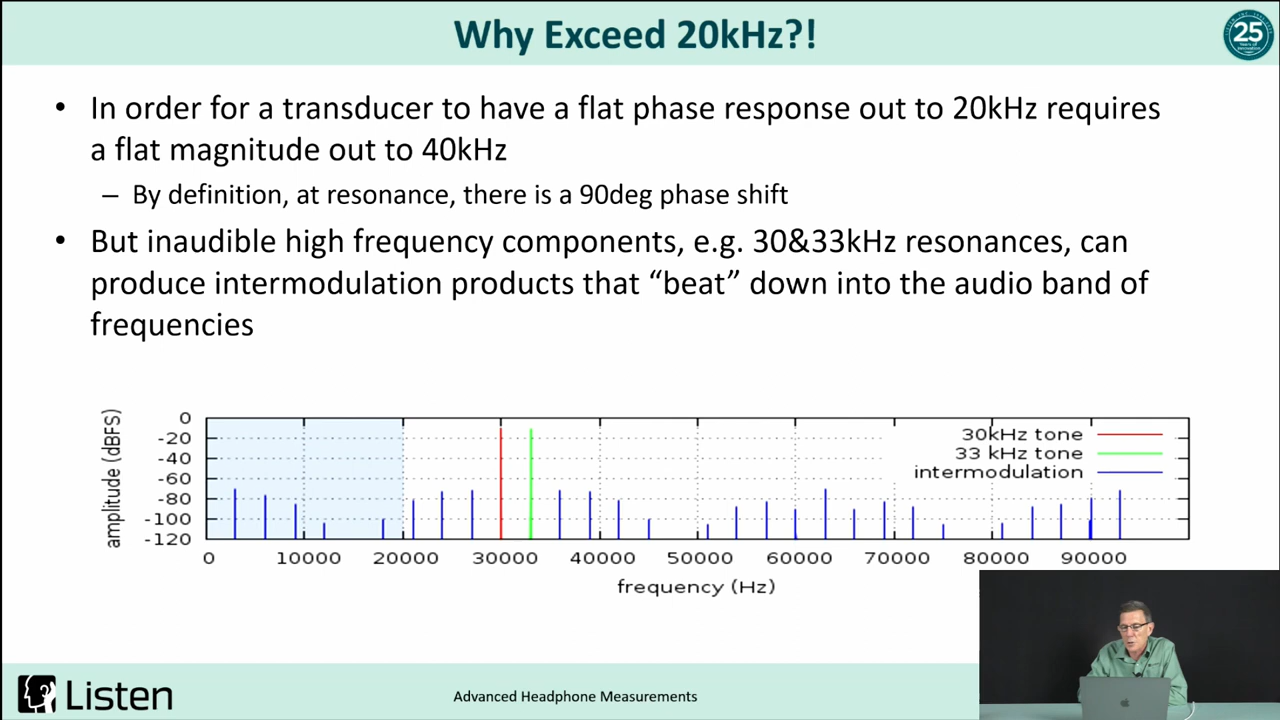 Why Exceed 20kHz?!
25
Years of
Innovation
• In order for a transducer to have a flat phase response out to 20kHz requires
a flat magnitude out to 40kHz
– By definition, at resonance, there is a 90deg phase shift
• But inaudible high frequency components, e.g. 30&33kHz resonances, can
produce intermodulation products that “beat” down into the audio band of
frequencies
amplitude (dBFS)
0
-20
-40
-60
-80
-100
-120
30kHz tone
33 kHz tone
intermodulation
0 10000 20000 30000 40000 50000 60000 70000 80000 90000
frequency (Hz)
Listen
Advanced Headphone Measurements